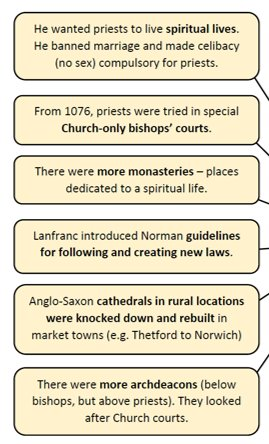 He wanted priests to live spiritual lives.
He banned marriage and made celibacy
(no sex) compulsory for priests.
From 1076, priests were tried in special
Church-only bishops’ courts.
There were more monasteries – places
dedicated to a spiritual life.
Lanfranc introduced Norman guidelines
for following and creating new laws.
Anglo-Saxon cathedrals in rural locations
were knocked down and rebuilt in
market towns (e.g. Thetford to Norwich)
There were more archdeacons (below
bishops, but above priests). They looked
after Church courts.